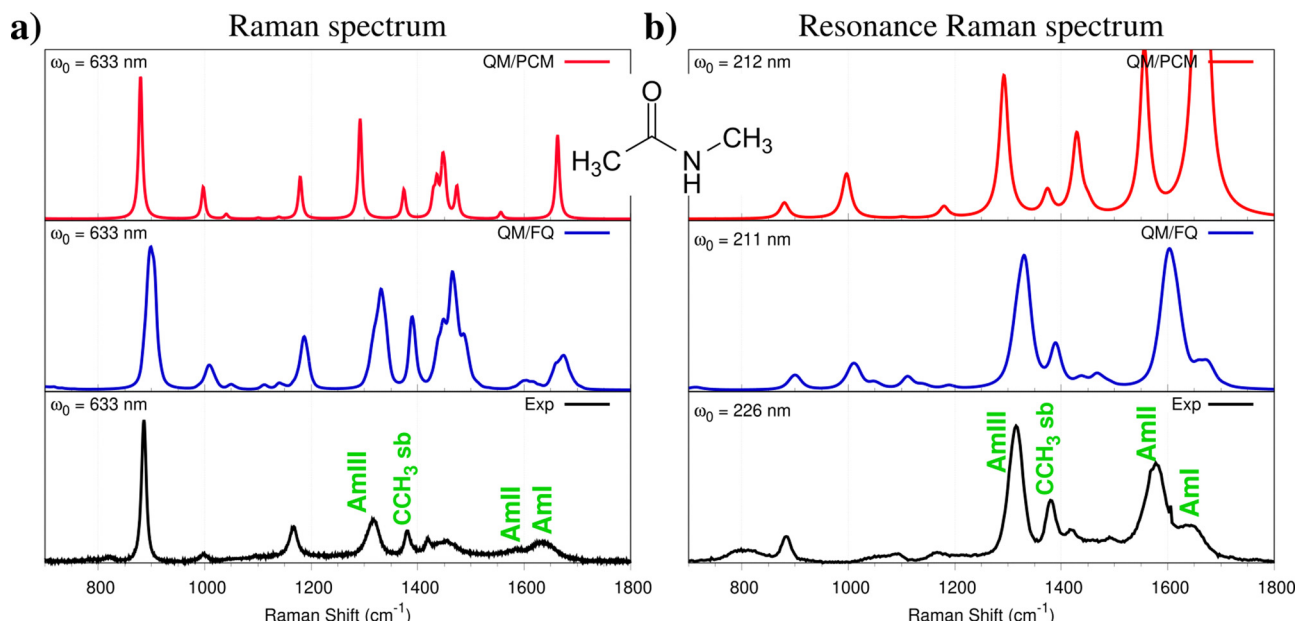 a) Raman spectrum
ω₀ = 633 nm QM/PCM
ω₀ = 633 nm QM/FQ
ω₀ = 633 nm Exp
AmIII
CCH₃ sb
AmII
AmI
800 1000 1200 1400 1600 1800
Raman Shift (cm⁻¹)
O
H₃C
N
H
CH₃
b) Resonance Raman spectrum
ω₀ = 212 nm QM/PCM
ω₀ = 211 nm QM/FQ
ω₀ = 226 nm Exp
AmIII
CCH₃ sb
AmII
AmI
800 1000 1200 1400 1600 1800
Raman Shift (cm⁻¹)